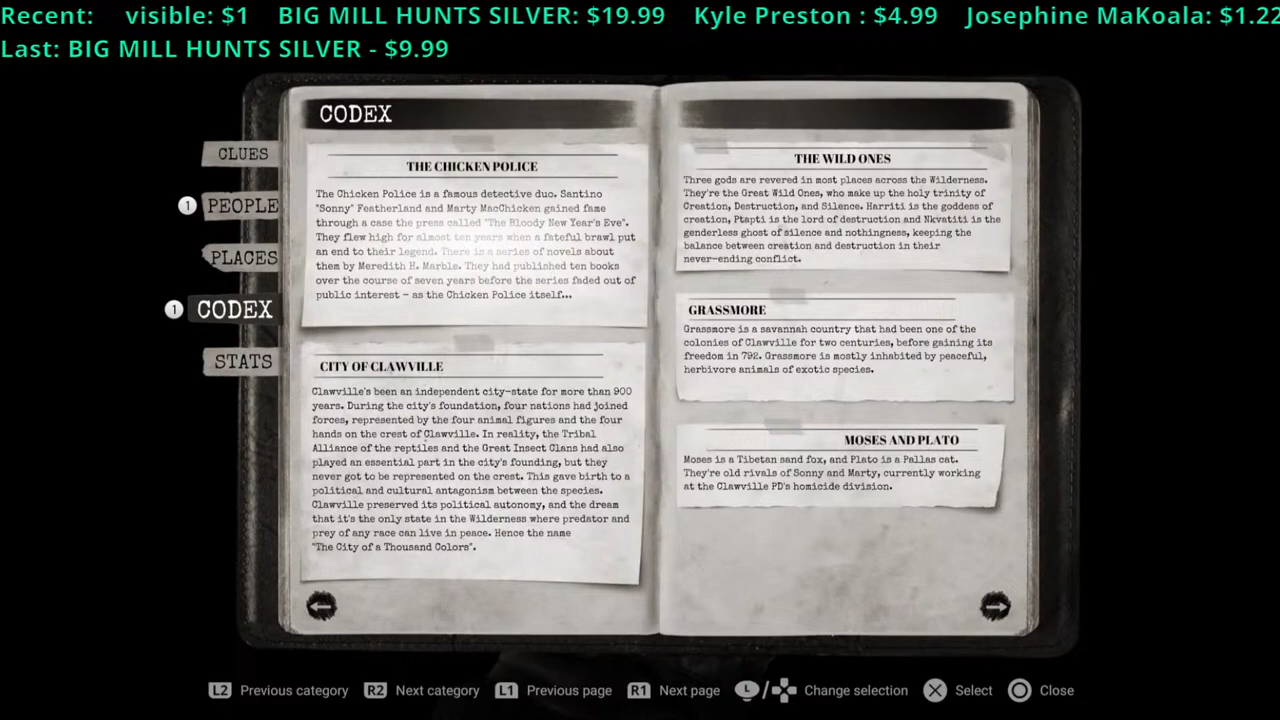 Recent: visible: $1 BIG MILL HUNTS SILVER: $19.99 Kyle Preston : $4.99 Josephine MaKoala: $1.22
Last: BIG MILL HUNTS SILVER - $9.99
CODEX
CLUES
1 PEOPLE
PLACES
1 CODEX
STATS
THE CHICKEN POLICE
The Chicken Police is a famous detective duo. Santino
"Sonny" Featherland and Marty MacChicken gained fame
through a case the press called "The Bloody New Year's Eve".
They flew high for almost ten years when a fateful brawl put
an end to their legend. There is a series of novels about
them by Meredith H. Marble. They had published ten books
over the course of seven years before the series faded out of
public interest - as the Chicken Police itself...
CITY OF CLAWVILLE
Clawville's been an independent city-state for more than 900
years. During the city's foundation, four nations had joined
forces, represented by the four animal figures and the four
hands on the crest of Clawville. In reality, the Tribal
Alliance of the reptiles and the Great Insect Clans had also
played an essential part in the city's founding, but they
never got to be represented on the crest. This gave birth to a
political and cultural antagonism between the species.
Clawville preserved its political autonomy, and the dream
that it's the only state in the Wilderness where predator and
prey of any race can live in peace. Hence the name
"The City of a Thousand Colors".
THE WILD ONES
Three gods are revered in most places across the Wilderness.
They're the Great Wild Ones, who make up the holy trinity of
Creation, Destruction, and Silence. Harriti is the goddess of
creation, Ptapti is the lord of destruction and Nkvatiti is the
genderless ghost of silence and nothingness, keeping the
balance between creation and destruction in their
never-ending conflict.
GRASSMORE
Grassmore is a savannah country that had been one of the
colonies of Clawville for two centuries, before gaining its
freedom in 792. Grassmore is mostly inhabited by peaceful,
herbivore animals of exotic species.
MOSES AND PLATO
Moses is a Tibetan sand fox, and Plato is a Pallas cat.
They're old rivals of Sonny and Marty, currently working
at the Clawville PD's homicide division.
L2 Previous category R2 Next category L1 Previous page R1 Next page L / Change selection Select Close